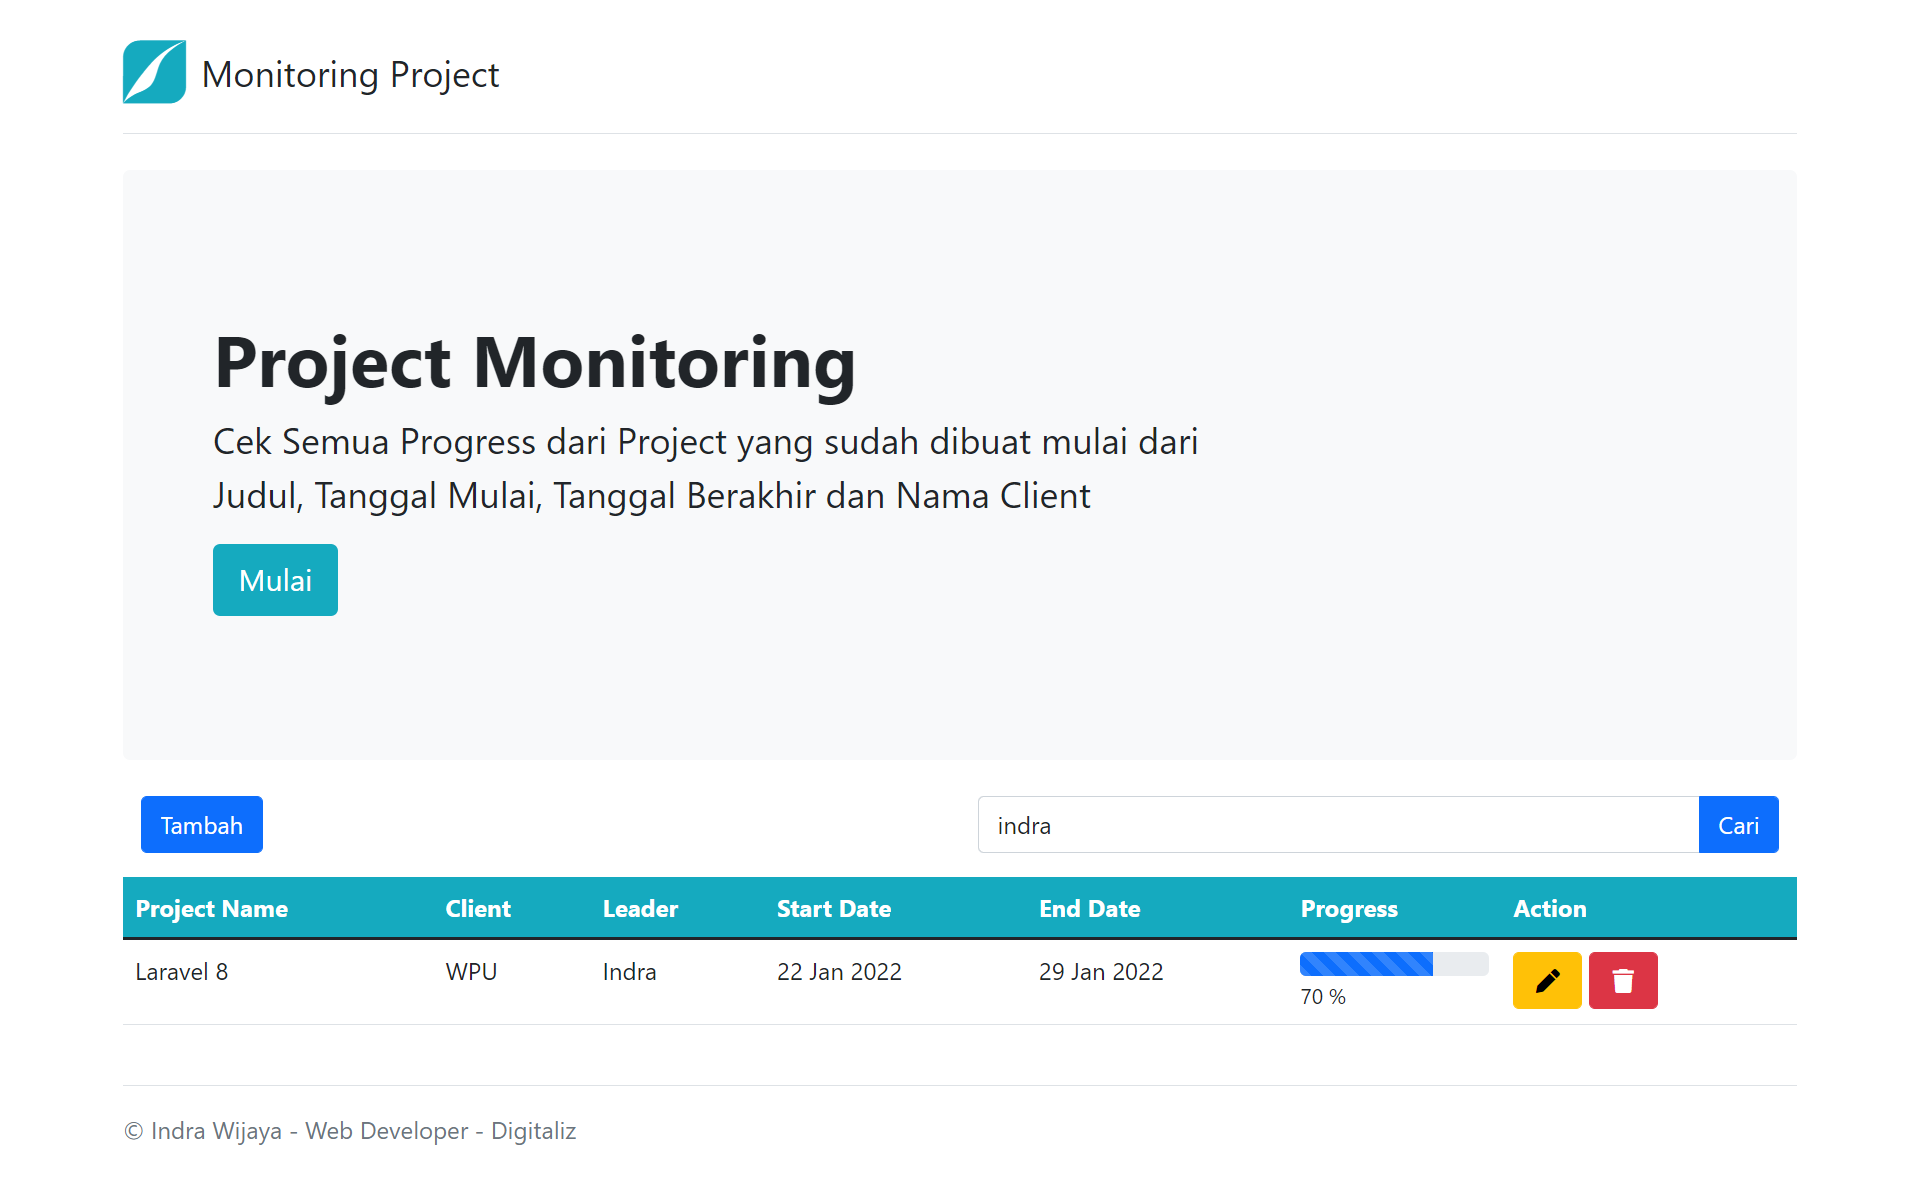 Monitoring Project
Project Monitoring
Cek Semua Progress dari Project yang sudah dibuat mulai dari
Judul, Tanggal Mulai, Tanggal Berakhir dan Nama Client
Mulai
Tambah
indra
Cari
Project Name Client Leader Start Date End Date Progress Action
Laravel 8 WPU Indra 22 Jan 2022 29 Jan 2022
70 %
© Indra Wijaya - Web Developer - Digitaliz